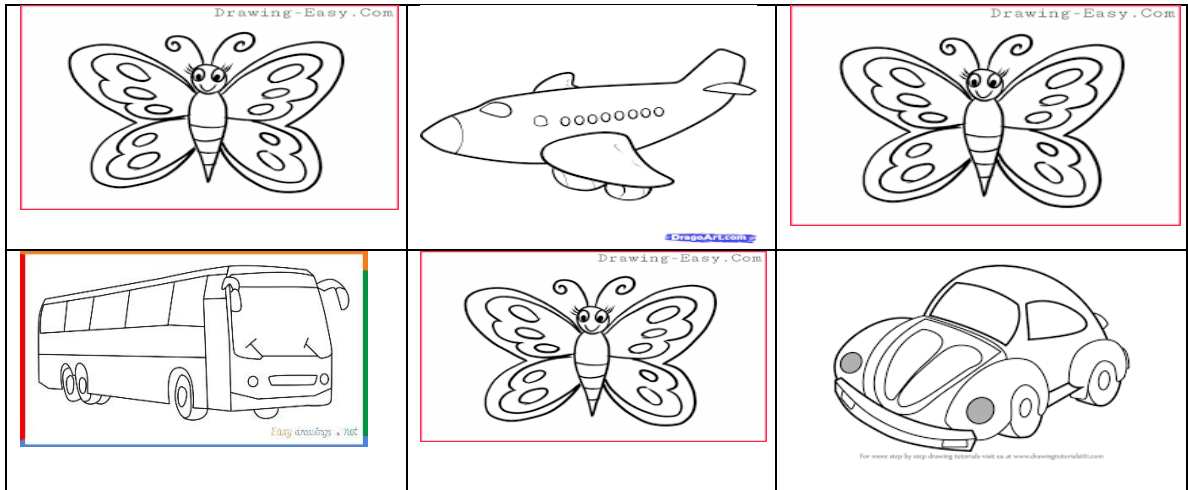 Drawing-Easy.Com
DragoArt.com
Drawing-Easy.Com
Easy drawings . net
Drawing-Easy.Com
For more step by step drawing tutorials visit us at www.drawingtutorials101.com